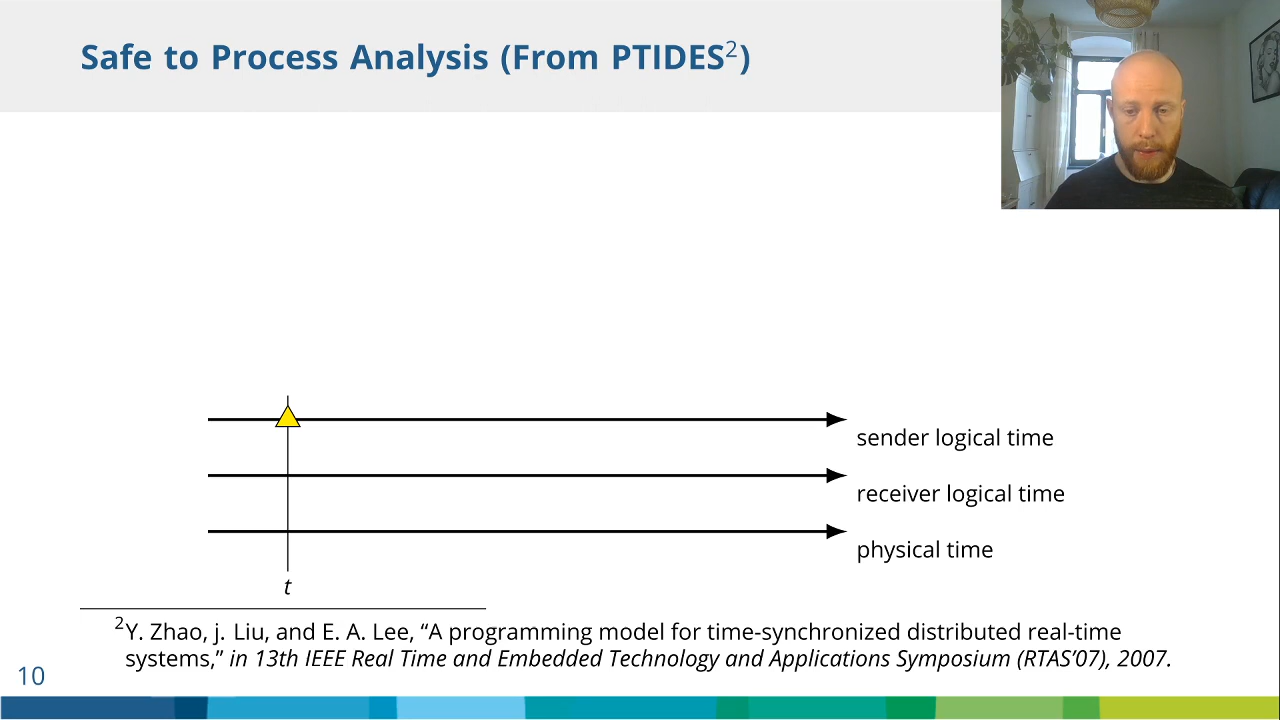 Safe to Process Analysis (From PTIDES²)
sender logical time
receiver logical time
physical time
t
²Y. Zhao, j. Liu, and E. A. Lee, “A programming model for time-synchronized distributed real-time
systems,” in 13th IEEE Real Time and Embedded Technology and Applications Symposium (RTAS’07), 2007.
10